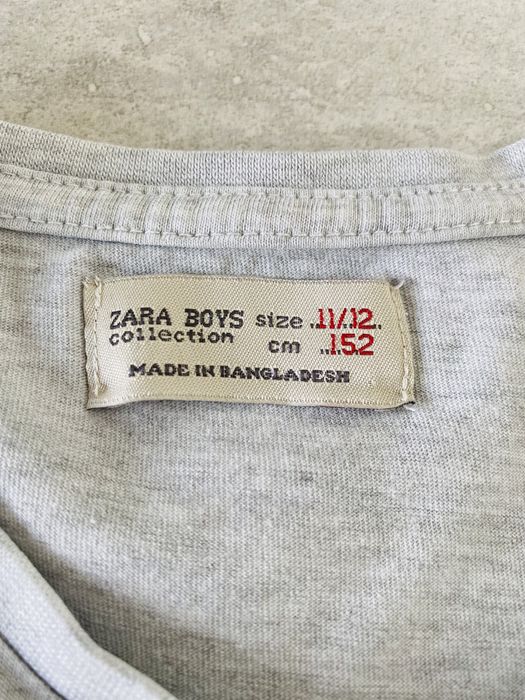 ZARA BOYS size ..11/.12..
collection cm ..152
MADE IN BANGLADESH